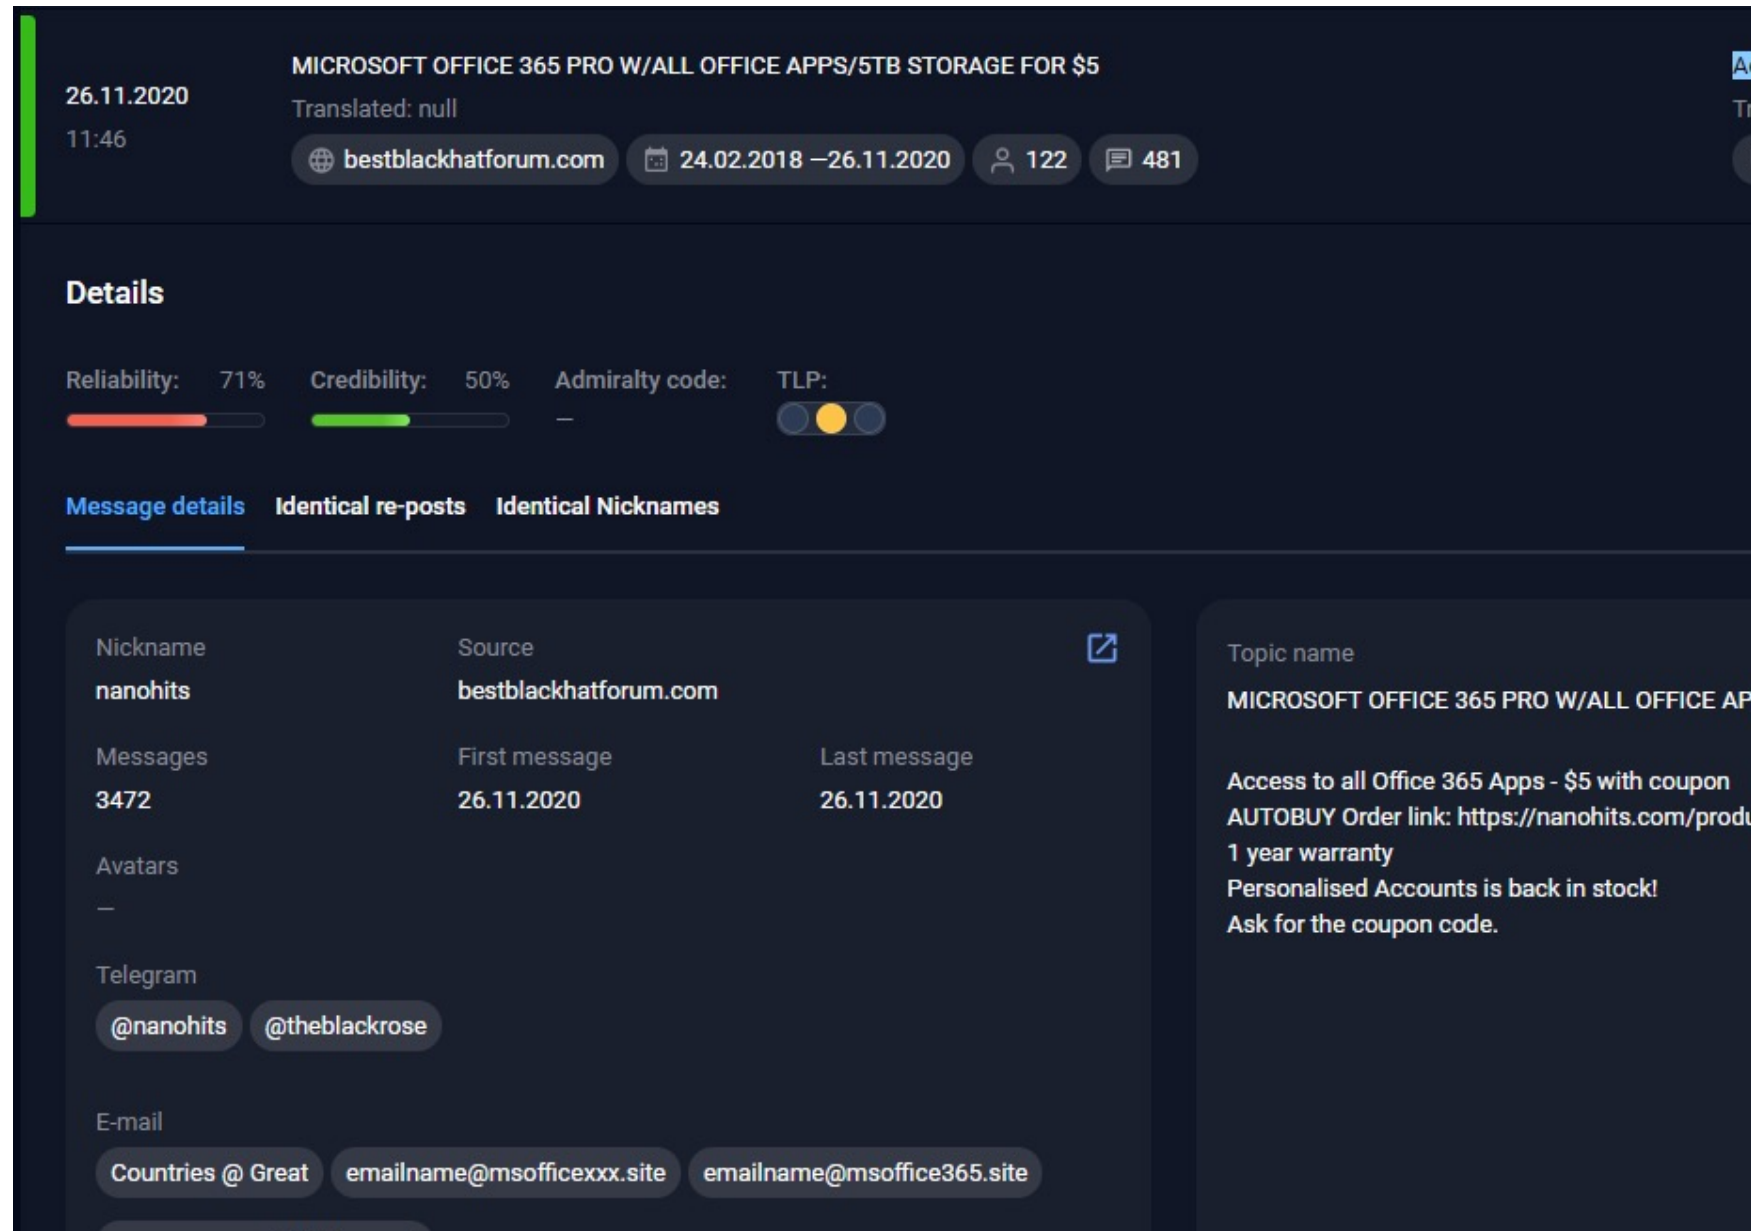 MICROSOFT OFFICE 365 PRO W/ALL OFFICE APPS/5TB STORAGE FOR $5
26.11.2020
Translated: null
11:46
bestblackhatforum.com 24.02.2018 —26.11.2020 122 481
Details
Reliability: 71% Credibility: 50% Admiralty code: TLP:
—
Message details Identical re-posts Identical Nicknames
Nickname Source
nanohits bestblackhatforum.com
Messages First message Last message
3472 26.11.2020 26.11.2020
Avatars
—
Telegram
@nanohits @theblackrose
E-mail
Countries @ Great emailname@msofficexxx.site emailname@msoffice365.site
Topic name
MICROSOFT OFFICE 365 PRO W/ALL OFFICE AP
Access to all Office 365 Apps - $5 with coupon
AUTOBUY Order link: https://nanohits.com/produ
1 year warranty
Personalised Accounts is back in stock!
Ask for the coupon code.